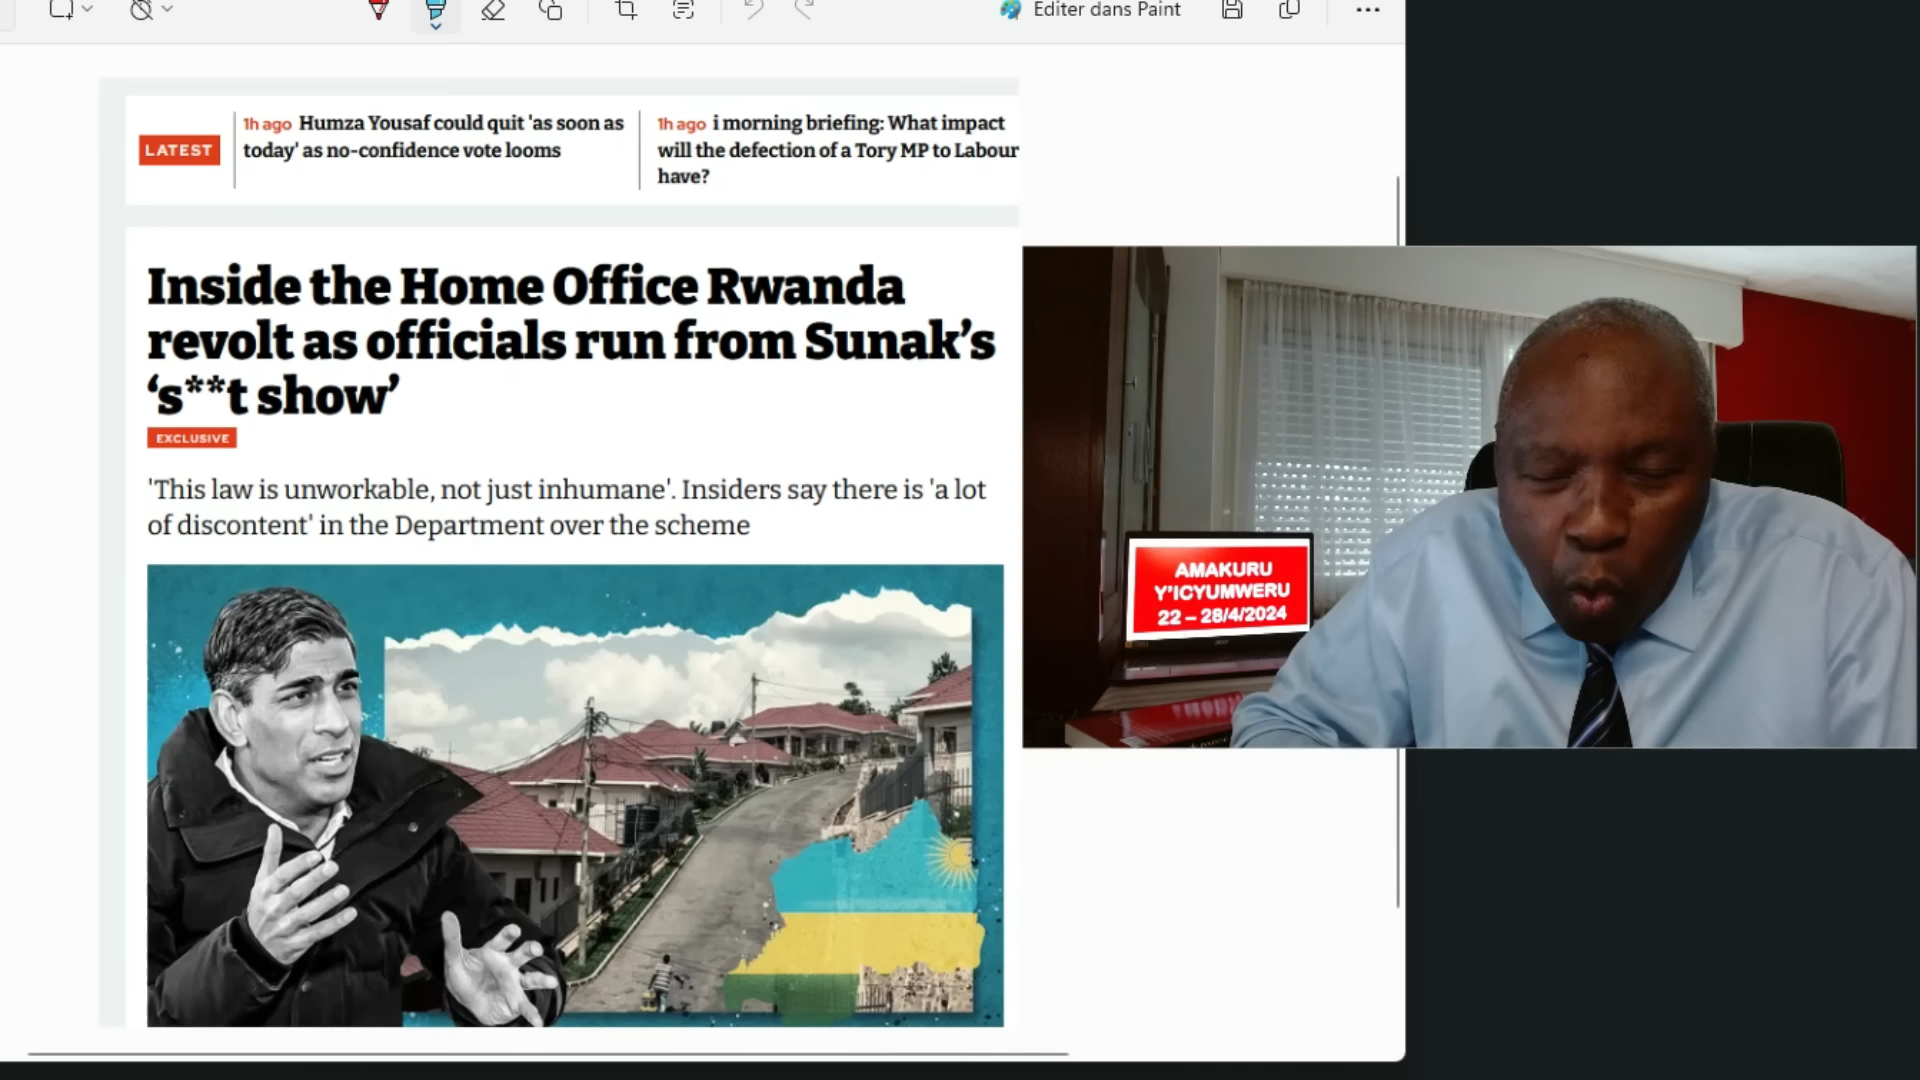 Editer dans Paint
LATEST
1h ago Humza Yousaf could quit 'as soon as
today' as no-confidence vote looms
1h ago i morning briefing: What impact
will the defection of a Tory MP to Labour
have?
Inside the Home Office Rwanda
revolt as officials run from Sunak’s
‘s**t show’
EXCLUSIVE
'This law is unworkable, not just inhumane'. Insiders say there is 'a lot
of discontent' in the Department over the scheme
AMAKURU
Y'ICYUMWERU
22 – 28/4/2024